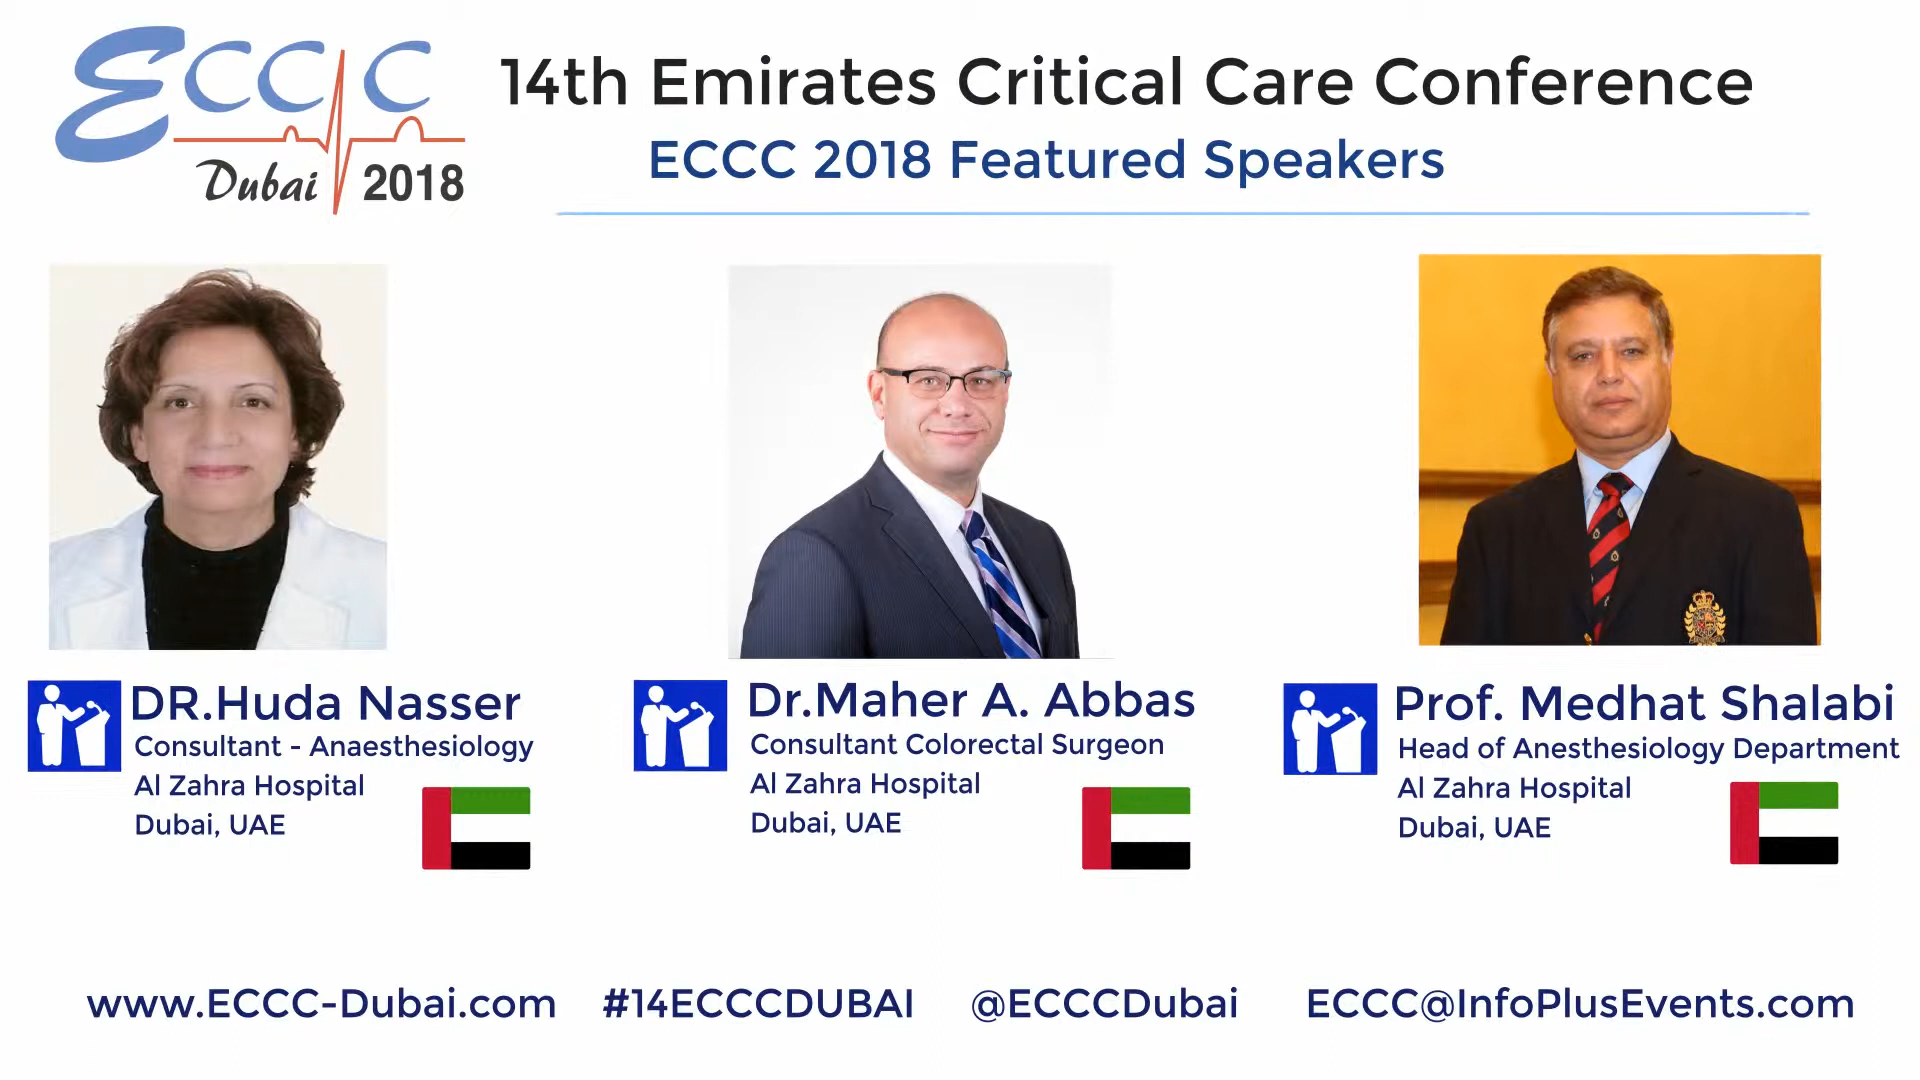 ECCC
Dubai 2018
14th Emirates Critical Care Conference
ECCC 2018 Featured Speakers
DR.Huda Nasser
Consultant - Anaesthesiology
Al Zahra Hospital
Dubai, UAE
Dr.Maher A. Abbas
Consultant Colorectal Surgeon
Al Zahra Hospital
Dubai, UAE
Prof. Medhat Shalabi
Head of Anesthesiology Department
Al Zahra Hospital
Dubai, UAE
www.ECCC-Dubai.com #14ECCCDUBAI @ECCCDubai ECCC@InfoPlusEvents.com